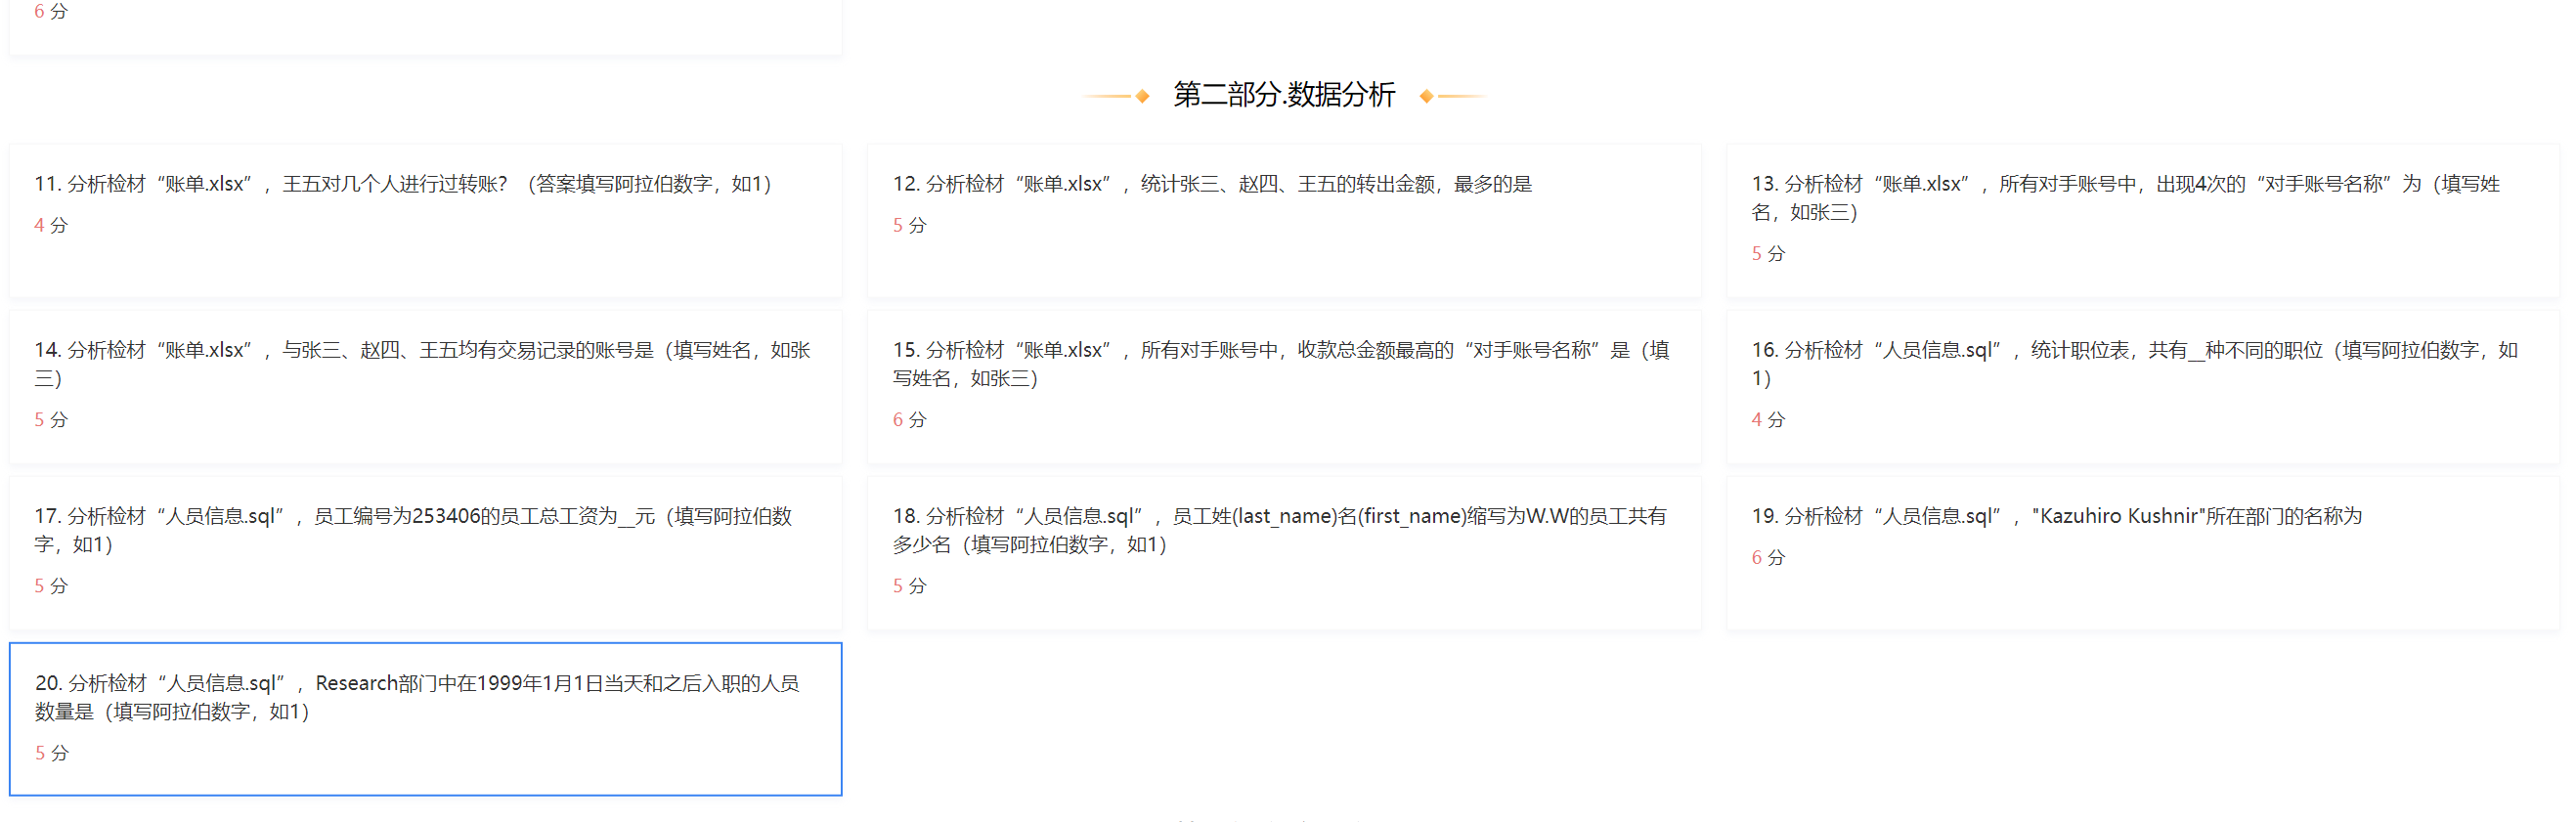 6 分
第二部分.数据分析
11. 分析检材“账单.xlsx”，王五对几个人进行过转账？（答案填写阿拉伯数字，如1）
4 分
12. 分析检材“账单.xlsx”，统计张三、赵四、王五的转出金额，最多的是
5 分
13. 分析检材“账单.xlsx”，所有对手账号中，出现4次的“对手账号名称”为（填写姓
名，如张三）
5 分
14. 分析检材“账单.xlsx”，与张三、赵四、王五均有交易记录的账号是（填写姓名，如张
三）
5 分
15. 分析检材“账单.xlsx”，所有对手账号中，收款总金额最高的“对手账号名称”是（填
写姓名，如张三）
6 分
16. 分析检材“人员信息.sql”，统计职位表，共有__种不同的职位（填写阿拉伯数字，如
1）
4 分
17. 分析检材“人员信息.sql”，员工编号为253406的员工总工资为__元（填写阿拉伯数
字，如1）
5 分
18. 分析检材“人员信息.sql”，员工姓(last_name)名(first_name)缩写为W.W的员工共有
多少名（填写阿拉伯数字，如1）
5 分
19. 分析检材“人员信息.sql”，"Kazuhiro Kushnir"所在部门的名称为
6 分
20. 分析检材“人员信息.sql”，Research部门中在1999年1月1日当天和之后入职的人员
数量是（填写阿拉伯数字，如1）
5 分